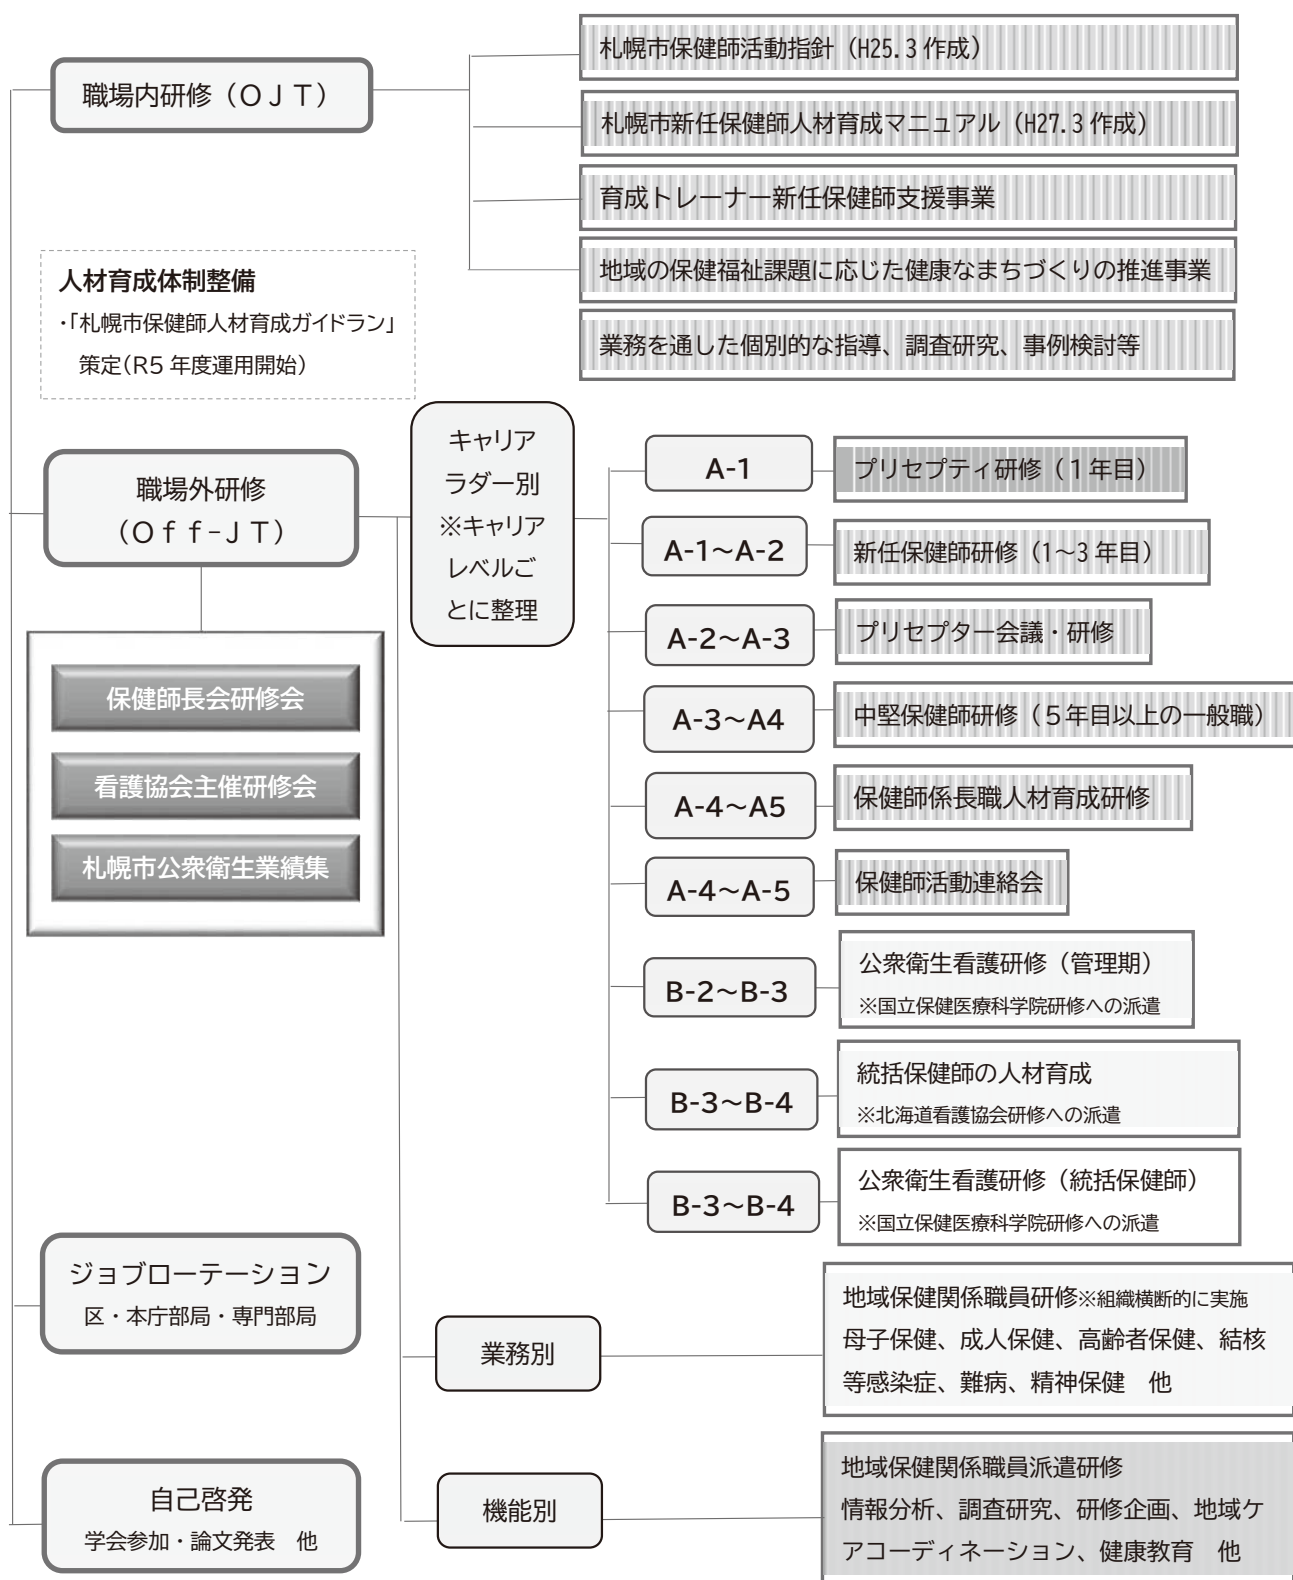 職場内研修（ＯＪＴ）
札幌市保健師活動指針（H25.3 作成）
札幌市新任保健師人材育成マニュアル（H27.3 作成）
育成トレーナー新任保健師支援事業
地域の保健福祉課題に応じた健康なまちづくりの推進事業
業務を通した個別的な指導、調査研究、事例検討等
人材育成体制整備
・「札幌市保健師人材育成ガイドラン」
策定（R5 年度運用開始）
職場外研修
（Ｏｆｆ-ＪＴ）
保健師長会研修会
看護協会主催研修会
札幌市公衆衛生業績集
キャリア
ラダー別
※キャリア
レベルご
とに整理
A-1
プリセプティ研修（１年目）
A-1～A-2
新任保健師研修（1～3 年目）
A-2～A-3
プリセプター会議・研修
A-3～A4
中堅保健師研修（５年目以上の一般職）
A-4～A5
保健師係長職人材育成研修
A-4～A-5
保健師活動連絡会
B-2～B-3
公衆衛生看護研修（管理期）
※国立保健医療科学院研修への派遣
B-3～B-4
統括保健師の人材育成
※北海道看護協会研修への派遣
B-3～B-4
公衆衛生看護研修（統括保健師）
※国立保健医療科学院研修への派遣
ジョブローテーション
区・本庁部局・専門部局
業務別
地域保健関係職員研修※組織横断的に実施
母子保健、成人保健、高齢者保健、結核
等感染症、難病、精神保健　他
自己啓発
学会参加・論文発表　他
機能別
地域保健関係職員派遣研修
情報分析、調査研究、研修企画、地域ケ
アコーディネーション、健康教育　他